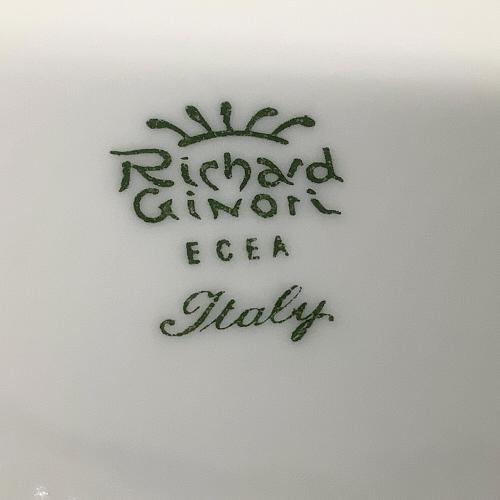 Richard
Ginori
ECEA
Italy